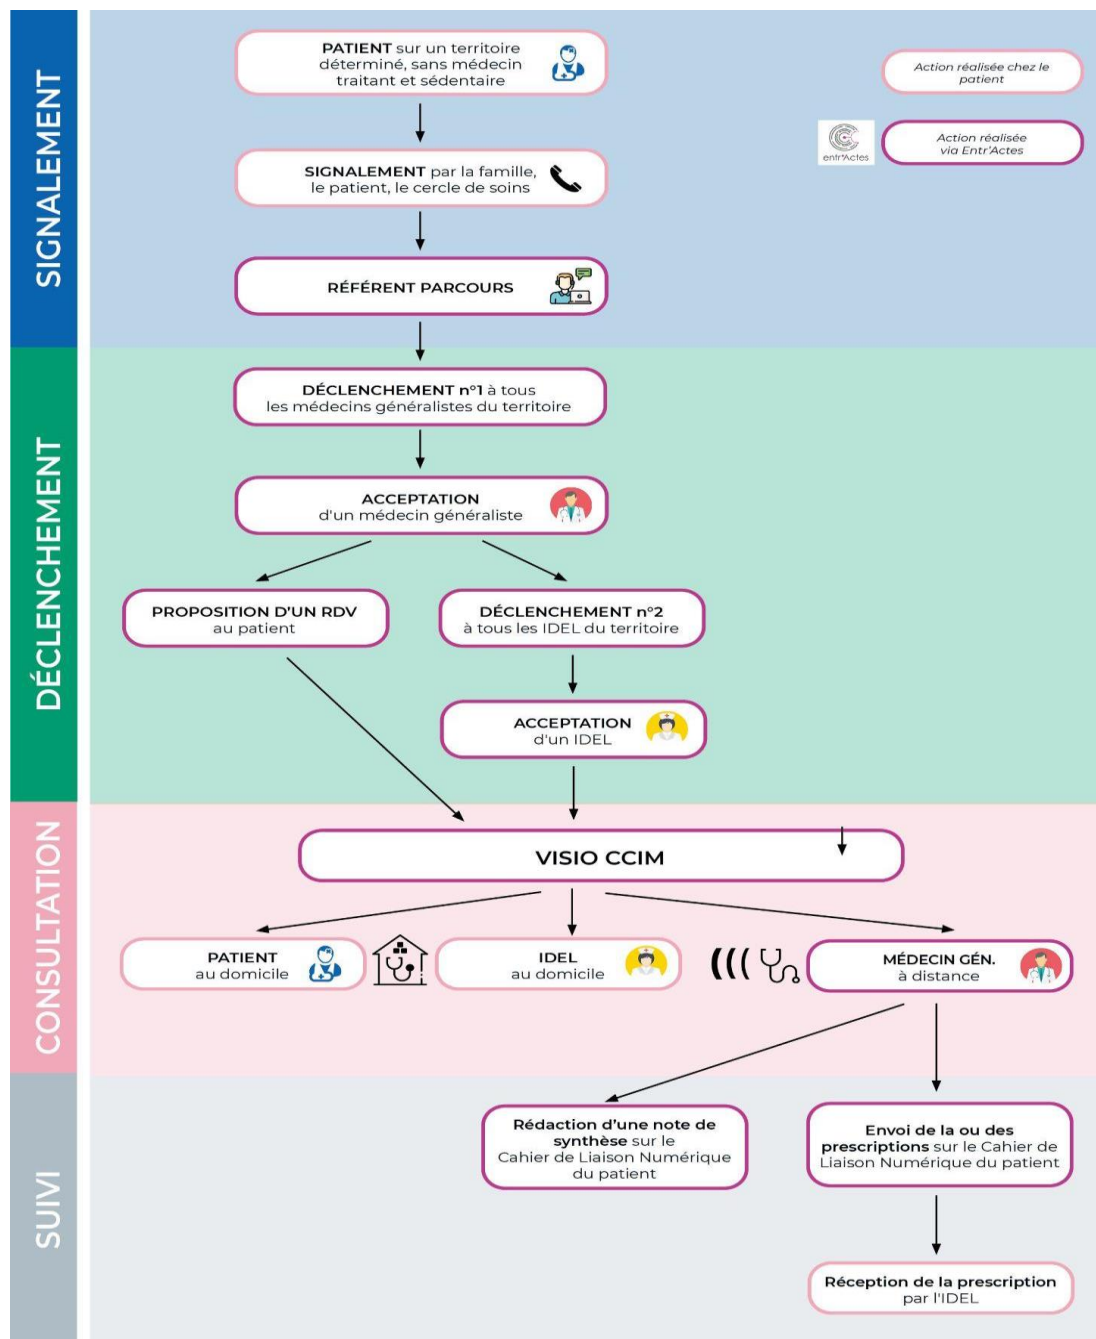 SIGNALEMENT
PATIENT sur un territoire
déterminé, sans médecin
traitant et sédentaire
Action réalisée chez le
patient
entr'Actes
Action réalisée
via Entr'Actes
SIGNALEMENT par la famille,
le patient, le cercle de soins
RÉFÉRENT PARCOURS
DÉCLENCHEMENT
DÉCLENCHEMENT n°1 à tous
les médecins généralistes du territoire
ACCEPTATION
d'un médecin généraliste
PROPOSITION D'UN RDV
au patient
DÉCLENCHEMENT n°2
à tous les IDEL du territoire
ACCEPTATION
d'un IDEL
CONSULTATION
VISIO CCIM
PATIENT
au domicile
IDEL
au domicile
MÉDECIN GÉN.
à distance
SUIVI
Rédaction d'une note de
synthèse sur le
Cahier de Liaison Numérique
du patient
Envoi de la ou des
prescriptions sur le Cahier de
Liaison Numérique du patient
Réception de la prescription
par l'IDEL